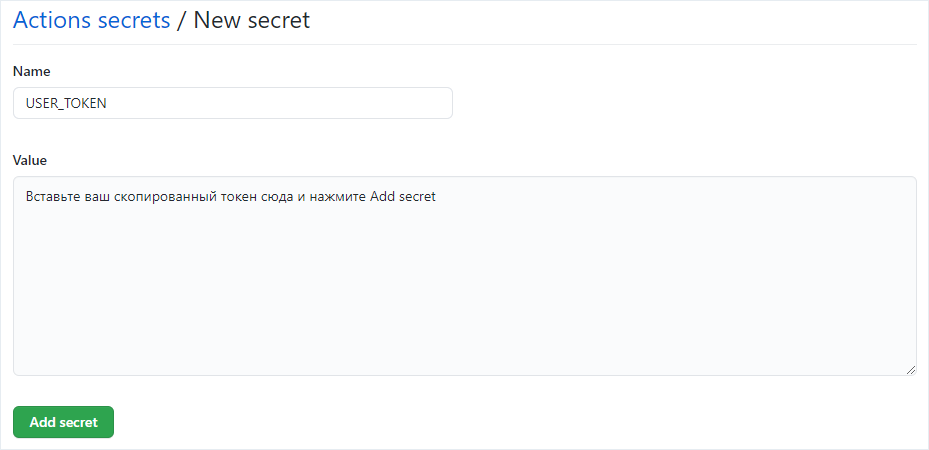 Actions secrets / New secret
Name
USER_TOKEN
Value
Вставьте ваш скопированный токен сюда и нажмите Add secret
Add secret